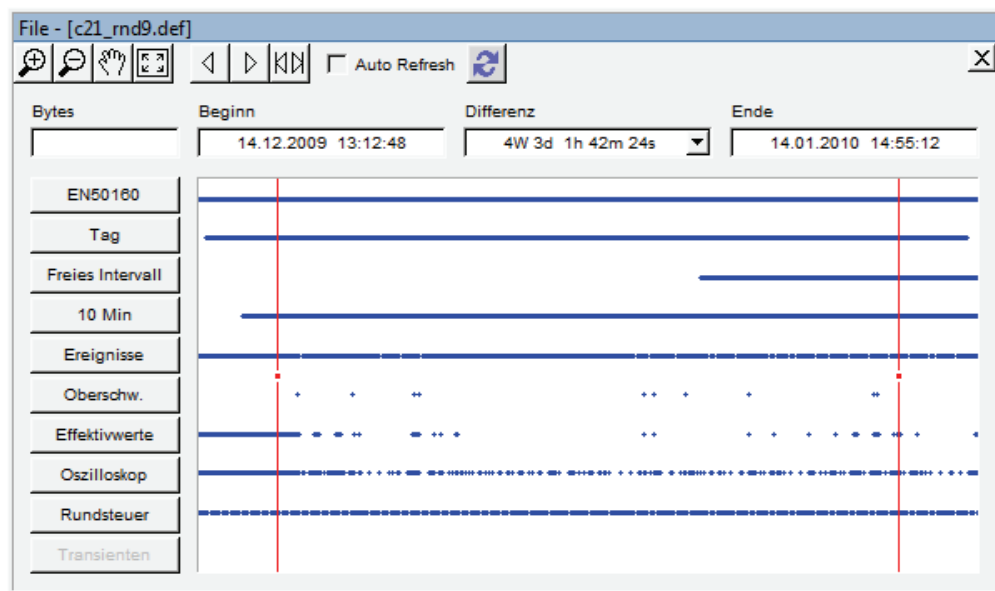 File - [c21_rnd9.def]
Auto Refresh
X
Bytes Beginn Differenz Ende
14.12.2009 13:12:48 4W 3d 1h 42m 24s 14.01.2010 14:55:12
EN50160
Tag
Freies Intervall
10 Min
Ereignisse
Oberschw.
Effektivwerte
Oszilloskop
Rundsteuer
Transienten